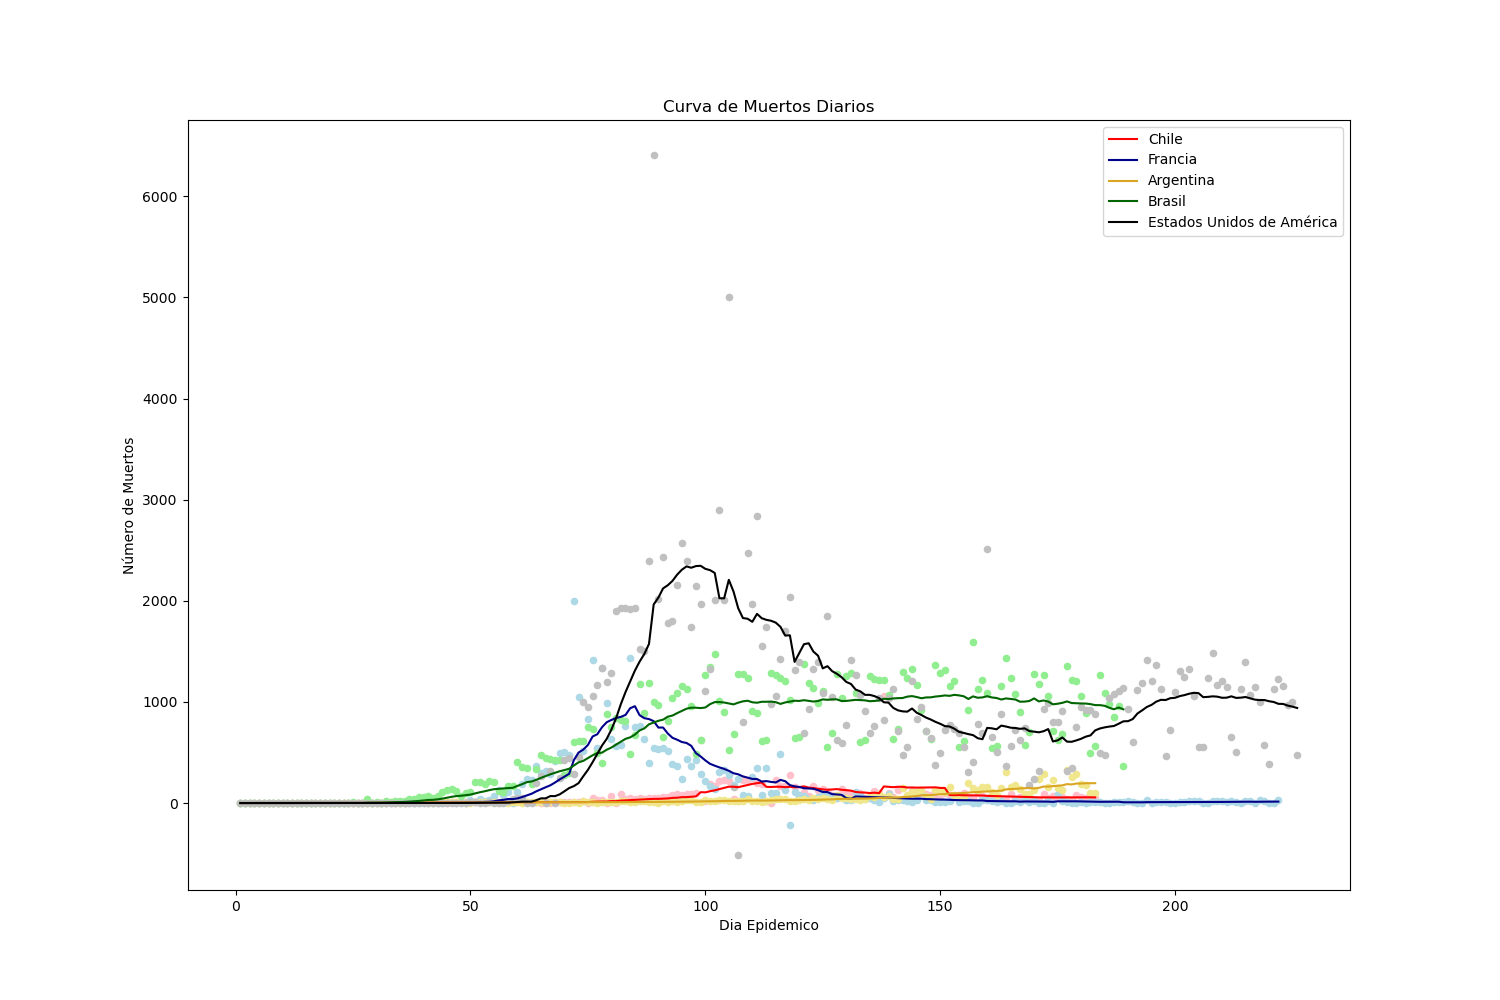 Curva de Muertos Diarios
Chile
Francia
Argentina
Brasil
Estados Unidos de América
Número de Muertos
6000
5000
4000
3000
2000
1000
0
0 50 100 150 200
Dia Epidemico